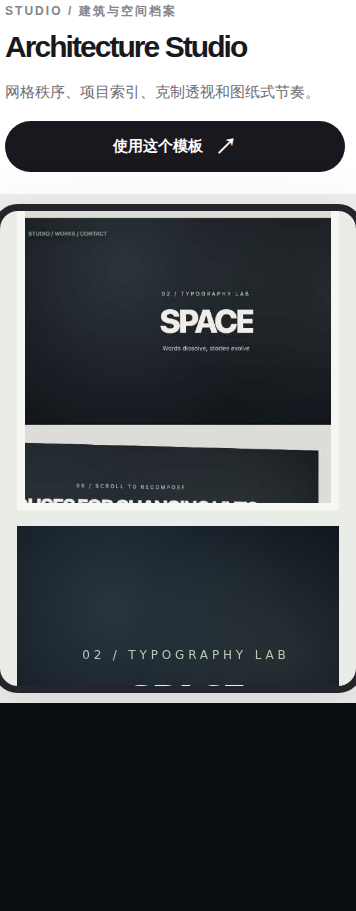 STUDIO / 建筑与空间档案
Architecture Studio
网格秩序、项目索引、克制透视和图纸式节奏。
使用这个模板 ↗
STUDIO / WORKS / CONTACT
02 / TYPOGRAPHY LAB
SPACE
Words dissolve, stories evolve
06 / SCROLL TO RECOMPOSE
FOR CHANGING
02 / TYPOGRAPHY LAB